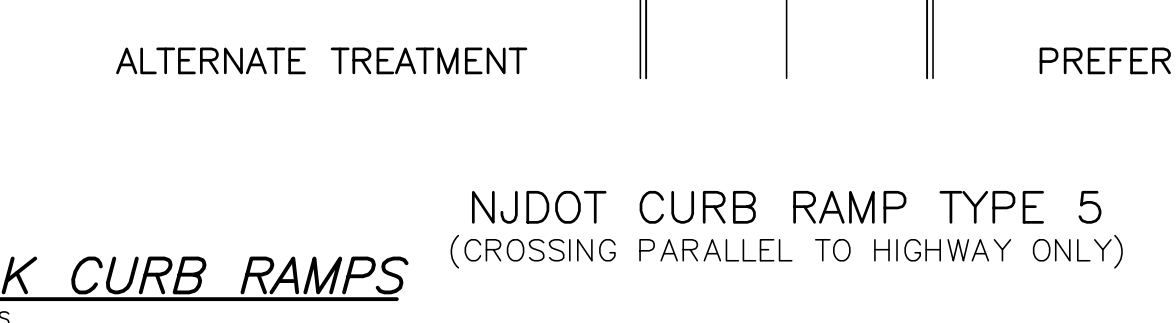 ALTERNATE TREATMENT
PREFER
NJDOT CURB RAMP TYPE 5
(CROSSING PARALLEL TO HIGHWAY ONLY)
K CURB RAMPS
S